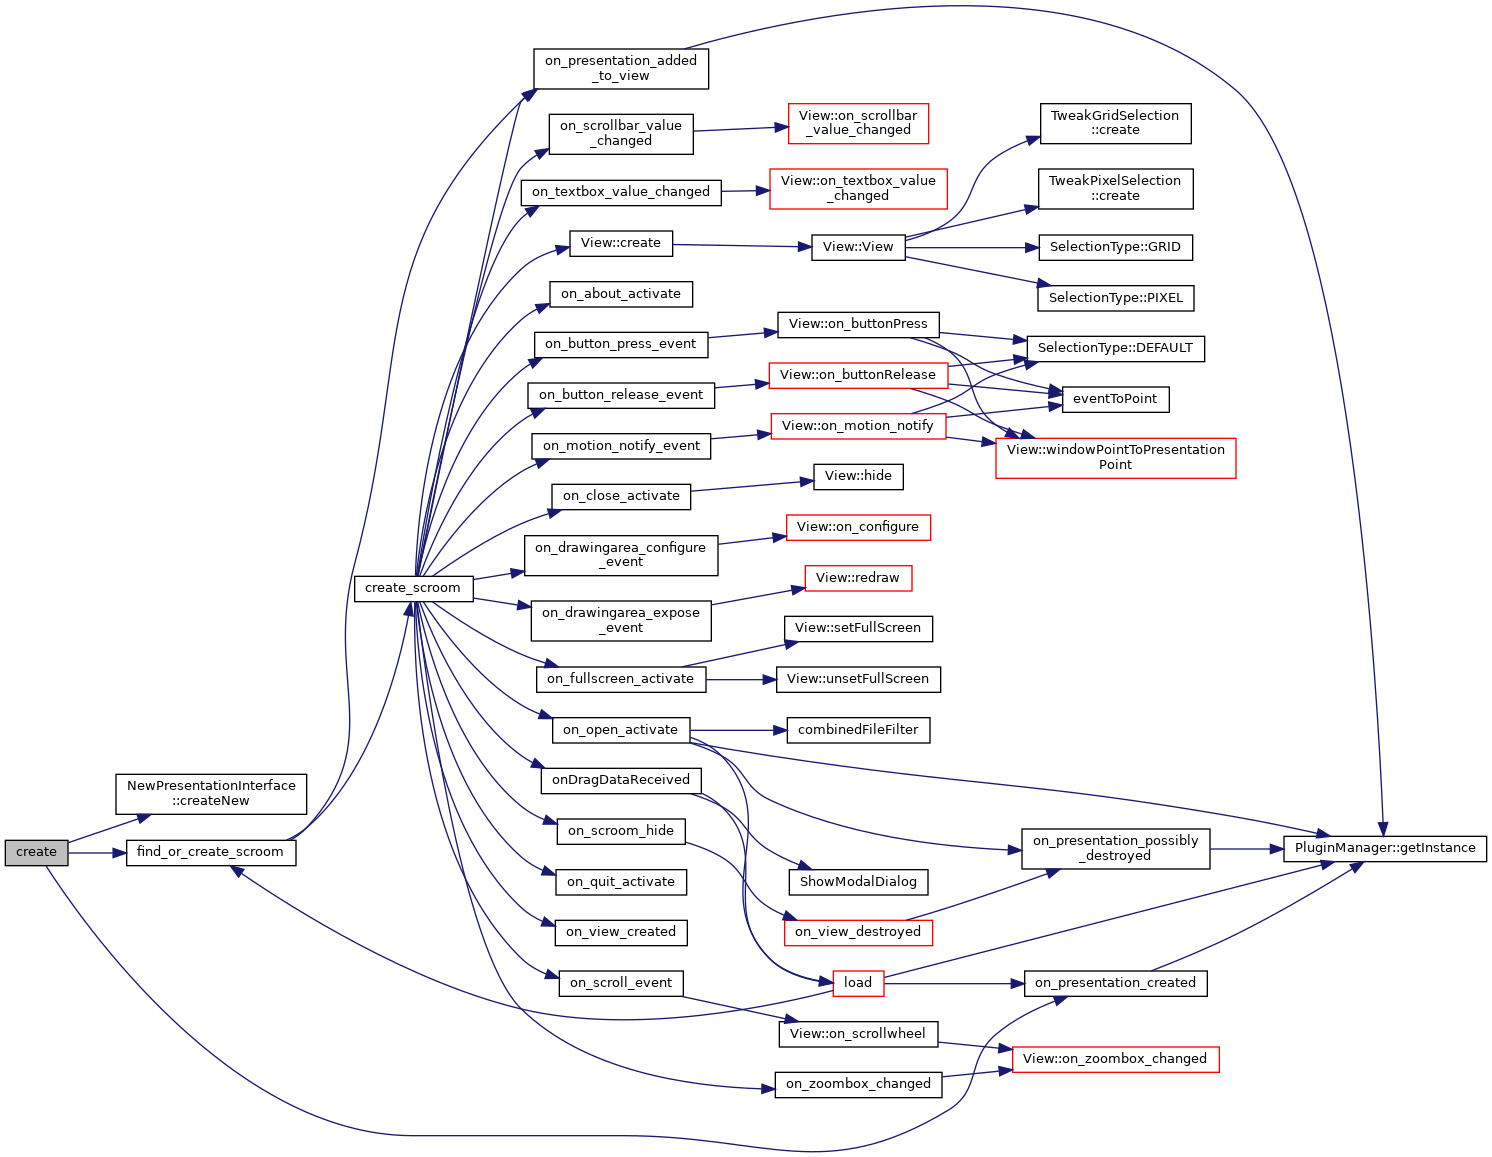 on_presentation_added
_to_view
on_scrollbar_value
_changed
View::on_scrollbar
_value_changed
TweakGridSelection
::create
on_textbox_value_changed
View::on_textbox_value
_changed
TweakPixelSelection
::create
View::create
View::View
SelectionType::GRID
on_about_activate
SelectionType::PIXEL
on_button_press_event
View::on_buttonPress
SelectionType::DEFAULT
on_button_release_event
View::on_buttonRelease
eventToPoint
on_motion_notify_event
View::on_motion_notify
View::windowPointToPresentation
Point
on_close_activate
View::hide
on_drawingarea_configure
_event
View::on_configure
create_scroom
on_drawingarea_expose
_event
View::redraw
on_fullscreen_activate
View::setFullScreen
View::unsetFullScreen
on_open_activate
combinedFileFilter
onDragDataReceived
NewPresentationInterface
::createNew
create
find_or_create_scroom
on_scroom_hide
on_presentation_possibly
_destroyed
PluginManager::getInstance
on_quit_activate
ShowModalDialog
on_view_created
on_view_destroyed
on_scroll_event
load
on_presentation_created
View::on_scrollwheel
View::on_zoombox_changed
on_zoombox_changed